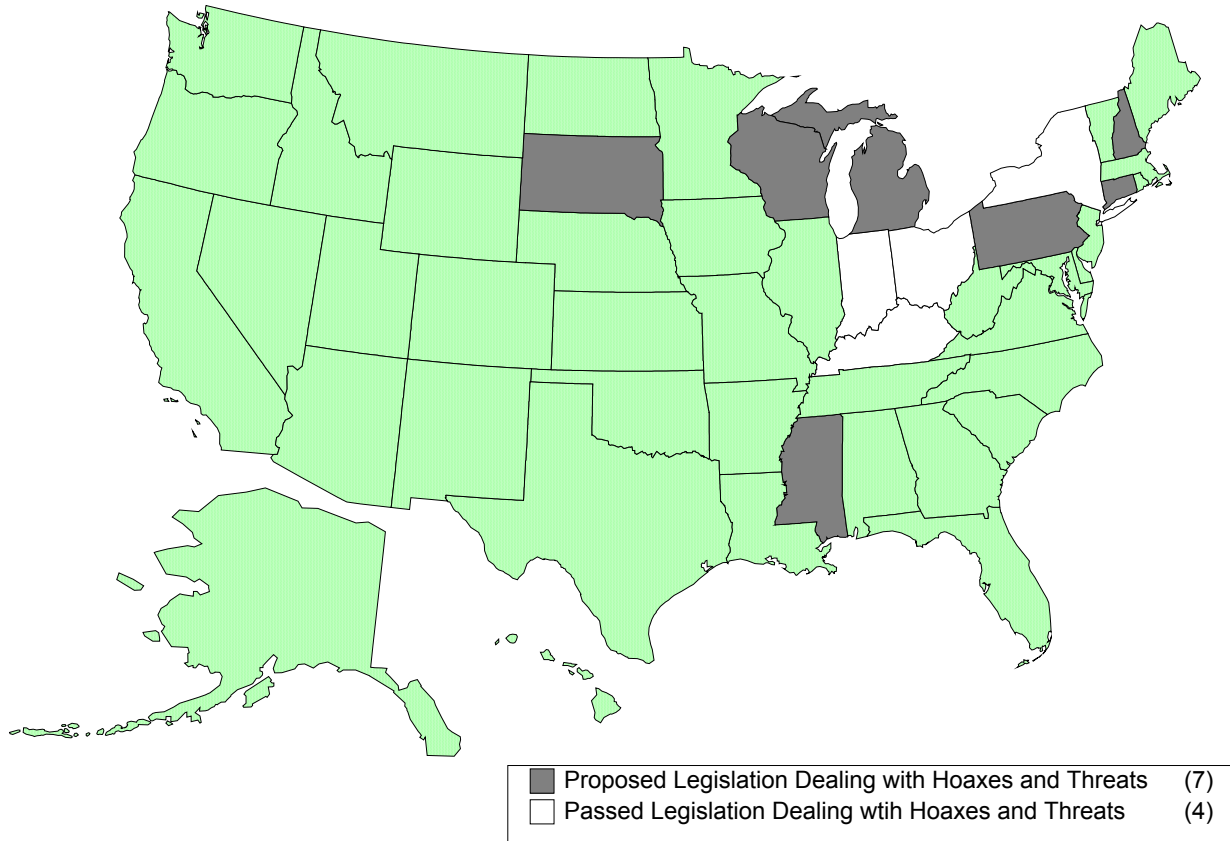 Proposed Legislation Dealing with Hoaxes and Threats (7)
Passed Legislation Dealing wtih Hoaxes and Threats (4)